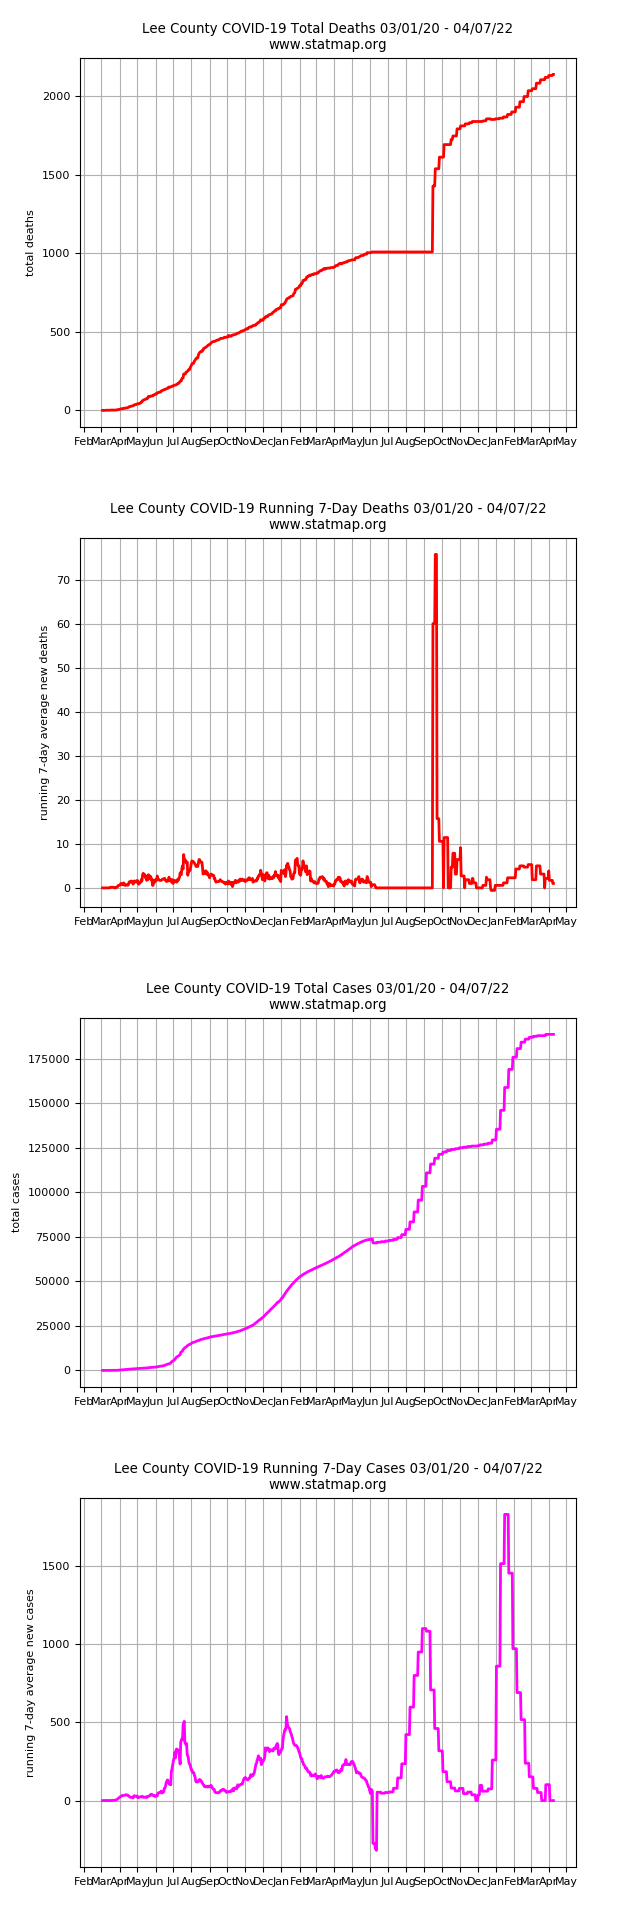 Lee County COVID-19 Total Deaths 03/01/20 - 04/07/22
www.statmap.org
2000
1500
1000
500
0
total deaths
Feb Mar Apr May Jun Jul Aug Sep Oct Nov Dec Jan Feb Mar Apr May Jun Jul Aug Sep Oct Nov Dec Jan Feb Mar Apr May
Lee County COVID-19 Running 7-Day Deaths 03/01/20 - 04/07/22
www.statmap.org
70
60
50
40
30
20
10
0
running 7-day average new deaths
Feb Mar Apr May Jun Jul Aug Sep Oct Nov Dec Jan Feb Mar Apr May Jun Jul Aug Sep Oct Nov Dec Jan Feb Mar Apr May
Lee County COVID-19 Total Cases 03/01/20 - 04/07/22
www.statmap.org
175000
150000
125000
100000
75000
50000
25000
0
total cases
Feb Mar Apr May Jun Jul Aug Sep Oct Nov Dec Jan Feb Mar Apr May Jun Jul Aug Sep Oct Nov Dec Jan Feb Mar Apr May
Lee County COVID-19 Running 7-Day Cases 03/01/20 - 04/07/22
www.statmap.org
1500
1000
500
0
running 7-day average new cases
Feb Mar Apr May Jun Jul Aug Sep Oct Nov Dec Jan Feb Mar Apr May Jun Jul Aug Sep Oct Nov Dec Jan Feb Mar Apr May